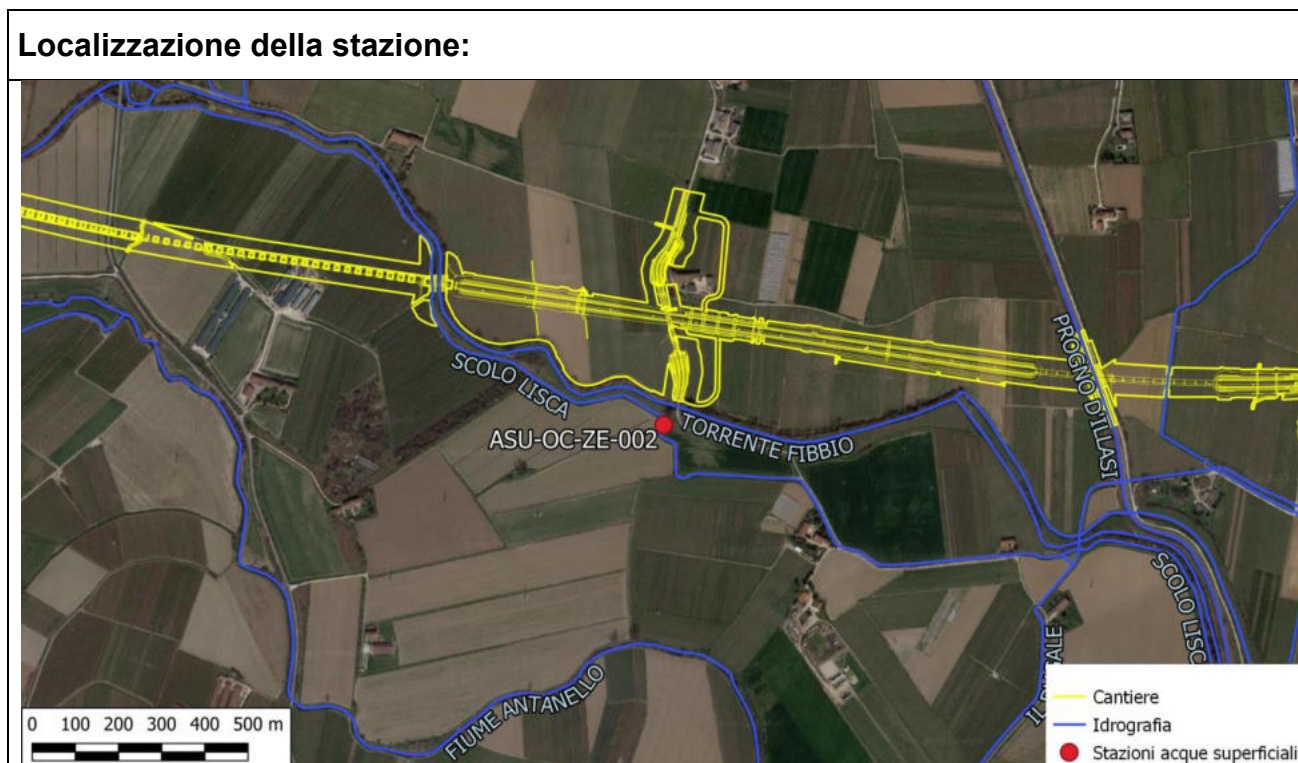 Localizzazione della stazione:
PROGNO D'ILLASI
SCOLO LISCA
ASU-OC-ZE-002
TORRENTE FIBBIO
SCOLO LISC
FIUME ANTANELLO
0 100 200 300 400 500 m
Cantiere
Idrografia
Stazioni acque superficiali